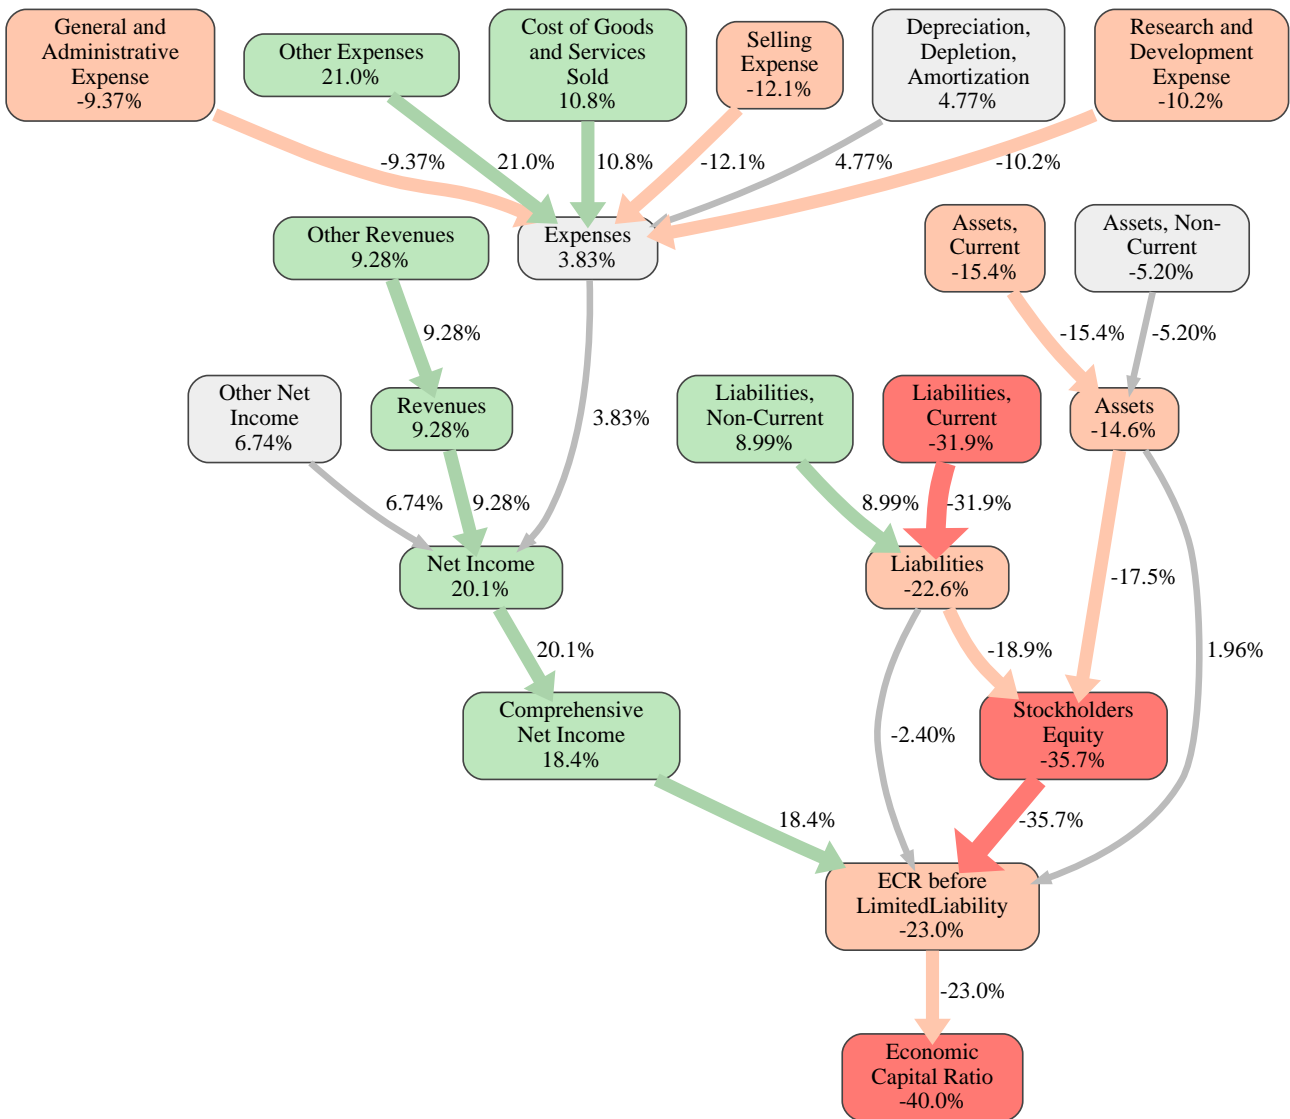 General and
Administrative
Expense
-9.37%
Other Expenses
21.0%
Cost of Goods
and Services
Sold
10.8%
Selling
Expense
-12.1%
Depreciation,
Depletion,
Amortization
4.77%
Research and
Development
Expense
-10.2%
-9.37%
21.0%
10.8%
-12.1%
4.77%
-10.2%
Other Revenues
9.28%
Expenses
3.83%
Assets,
Current
-15.4%
Assets, Non-
Current
-5.20%
9.28%
-15.4%
-5.20%
Other Net
Income
6.74%
Revenues
9.28%
3.83%
Liabilities,
Non-Current
8.99%
Liabilities,
Current
-31.9%
Assets
-14.6%
6.74%
9.28%
8.99%
-31.9%
Net Income
20.1%
Liabilities
-22.6%
-17.5%
20.1%
-18.9%
1.96%
Comprehensive
Net Income
18.4%
-2.40%
Stockholders
Equity
-35.7%
18.4%
-35.7%
ECR before
LimitedLiability
-23.0%
-23.0%
Economic
Capital Ratio
-40.0%